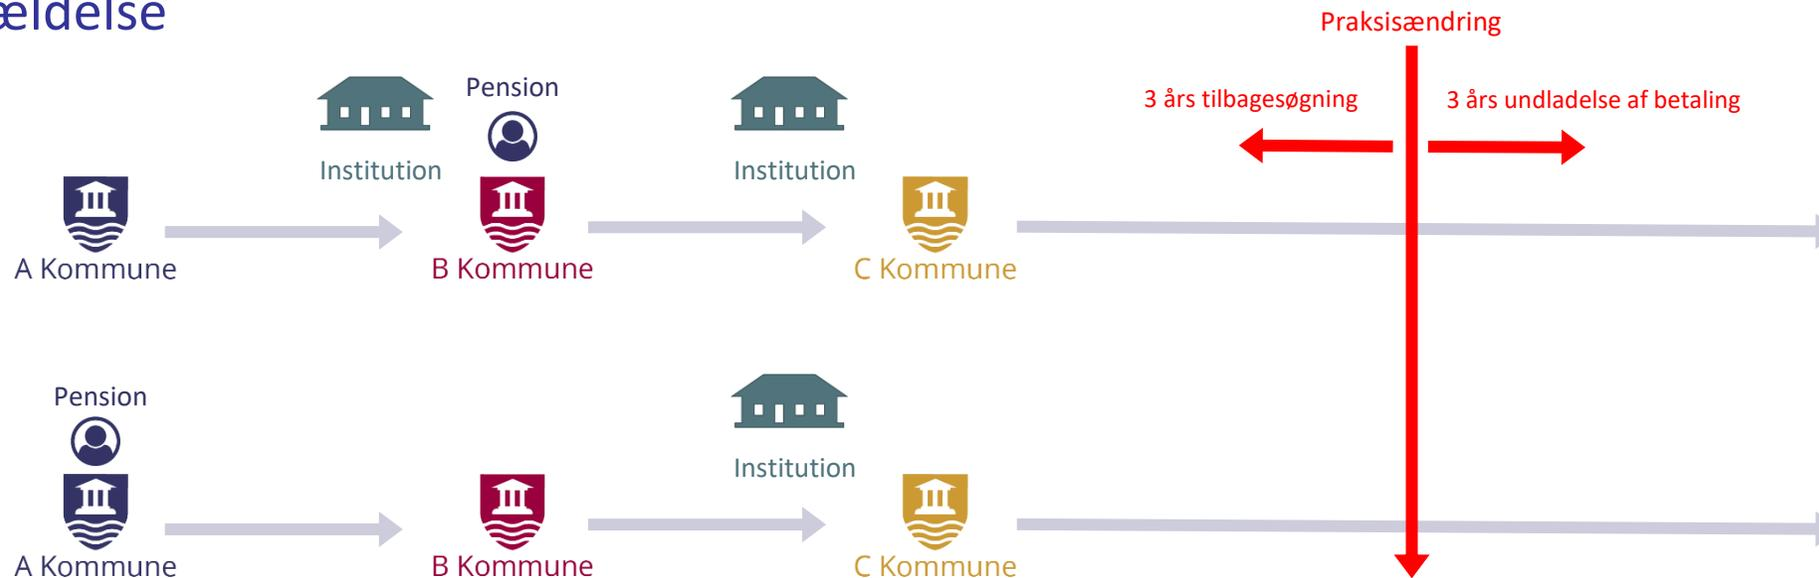 ældelse
Praksisændring
Pension
3 års tilbagesøgning
3 års undladelse af betaling
Institution
Institution
A Kommune
B Kommune
C Kommune
Pension
Institution
A Kommune
B Kommune
C Kommune